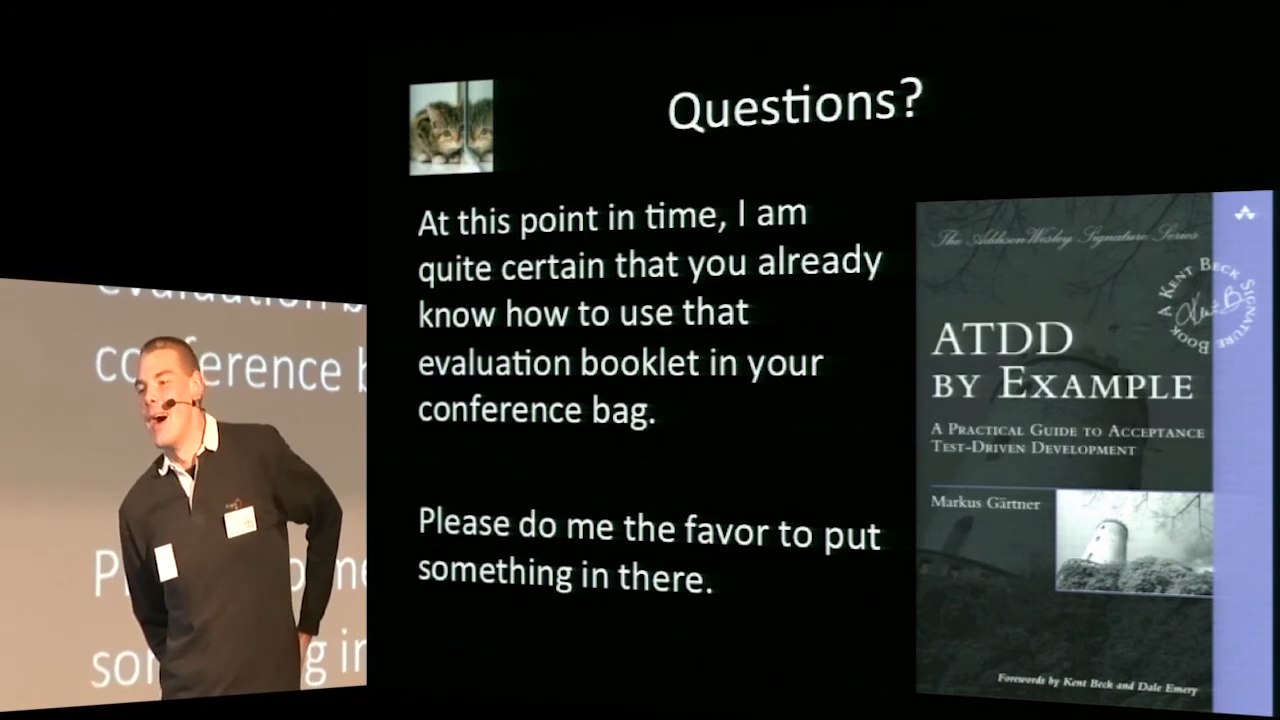 Questions?
At this point in time, I am
quite certain that you already
know how to use that
evaluation booklet in your
conference bag.
Please do me the favor to put
something in there.
The Addison-Wesley Signature Series
A KENT BECK SIGNATURE BOOK
Kent B
ATDD
BY EXAMPLE
A PRACTICAL GUIDE TO ACCEPTANCE
TEST-DRIVEN DEVELOPMENT
Markus Gärtner
Forewords by Kent Beck and Dale Emery